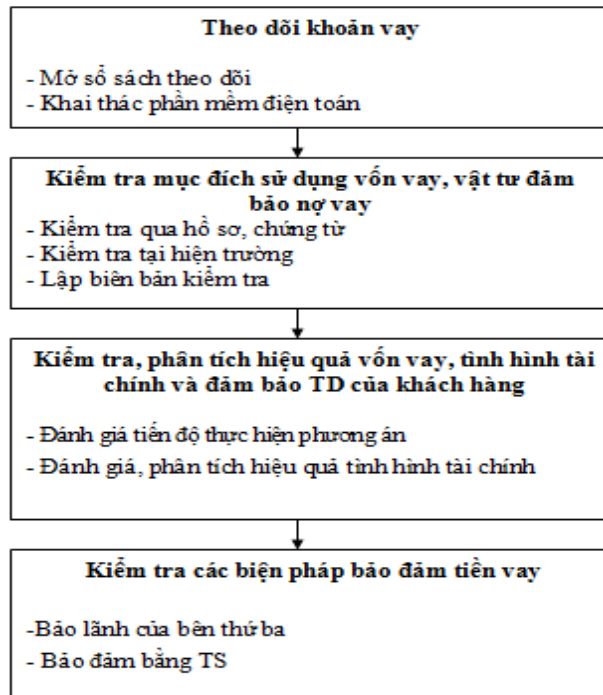 Theo dõi khoản vay
- Mở sổ sách theo dõi
- Khai thác phần mềm điện toán
Kiểm tra mục đích sử dụng vốn vay, vật tư đảm
bảo nợ vay
- Kiểm tra qua hồ sơ, chứng từ
- Kiểm tra tại hiện trường
- Lập biên bản kiểm tra
Kiểm tra, phân tích hiệu quả vốn vay, tình hình tài
chính và đảm bảo TD của khách hàng
- Đánh giá tiến độ thực hiện phương án
- Đánh giá, phân tích hiệu quả tình hình tài chính
Kiểm tra các biện pháp bảo đảm tiền vay
-Bảo lãnh của bên thứ ba
- Bảo đảm bằng TS